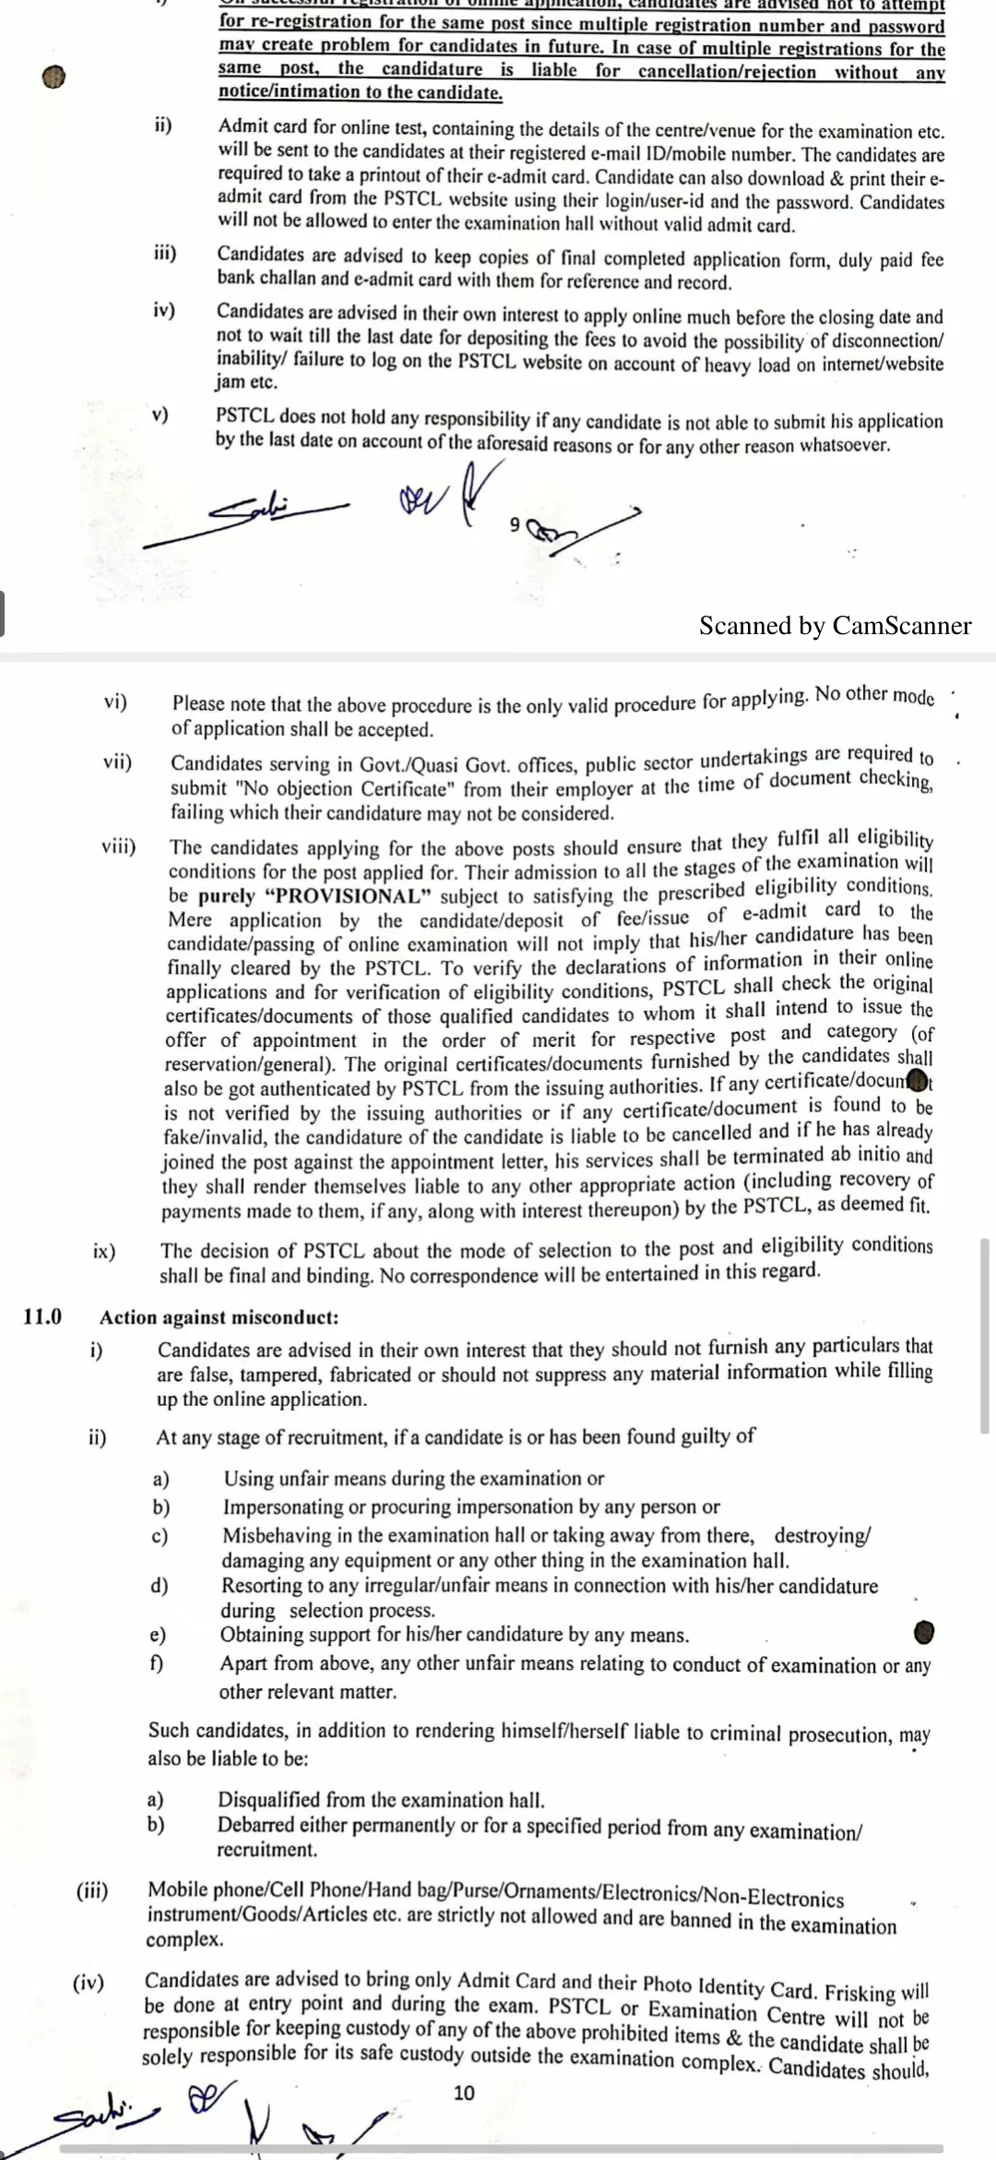 On successful registration of online application, candidates are advised not to attempt
for re-registration for the same post since multiple registration number and password
may create problem for candidates in future. In case of multiple registrations for the
same post, the candidature is liable for cancellation/rejection without any
notice/intimation to the candidate.
ii) Admit card for online test, containing the details of the centre/venue for the examination etc.
will be sent to the candidates at their registered e-mail ID/mobile number. The candidates are
required to take a printout of their e-admit card. Candidate can also download & print their e-
admit card from the PSTCL website using their login/user-id and the password. Candidates
will not be allowed to enter the examination hall without valid admit card.
iii) Candidates are advised to keep copies of final completed application form, duly paid fee
bank challan and e-admit card with them for reference and record.
iv) Candidates are advised in their own interest to apply online much before the closing date and
not to wait till the last date for depositing the fees to avoid the possibility of disconnection/
inability/ failure to log on the PSTCL website on account of heavy load on internet/website
jam etc.
v) PSTCL does not hold any responsibility if any candidate is not able to submit his application
by the last date on account of the aforesaid reasons or for any other reason whatsoever.
9
Scanned by CamScanner
vi) Please note that the above procedure is the only valid procedure for applying. No other mode
of application shall be accepted.
vii) Candidates serving in Govt./Quasi Govt. offices, public sector undertakings are required to
submit "No objection Certificate" from their employer at the time of document checking,
failing which their candidature may not be considered.
viii) The candidates applying for the above posts should ensure that they fulfil all eligibility
conditions for the post applied for. Their admission to all the stages of the examination will
be purely “PROVISIONAL” subject to satisfying the prescribed eligibility conditions.
Mere application by the candidate/deposit of fee/issue of e-admit card to the
candidate/passing of online examination will not imply that his/her candidature has been
finally cleared by the PSTCL. To verify the declarations of information in their online
applications and for verification of eligibility conditions, PSTCL shall check the original
certificates/documents of those qualified candidates to whom it shall intend to issue the
offer of appointment in the order of merit for respective post and category (of
reservation/general). The original certificates/documents furnished by the candidates shall
also be got authenticated by PSTCL from the issuing authorities. If any certificate/document
is not verified by the issuing authorities or if any certificate/document is found to be
fake/invalid, the candidature of the candidate is liable to be cancelled and if he has already
joined the post against the appointment letter, his services shall be terminated ab initio and
they shall render themselves liable to any other appropriate action (including recovery of
payments made to them, if any, along with interest thereupon) by the PSTCL, as deemed fit.
ix) The decision of PSTCL about the mode of selection to the post and eligibility conditions
shall be final and binding. No correspondence will be entertained in this regard.
11.0 Action against misconduct:
i) Candidates are advised in their own interest that they should not furnish any particulars that
are false, tampered, fabricated or should not suppress any material information while filling
up the online application.
ii) At any stage of recruitment, if a candidate is or has been found guilty of
a) Using unfair means during the examination or
b) Impersonating or procuring impersonation by any person or
c) Misbehaving in the examination hall or taking away from there, destroying/
damaging any equipment or any other thing in the examination hall.
d) Resorting to any irregular/unfair means in connection with his/her candidature
during selection process.
e) Obtaining support for his/her candidature by any means.
f) Apart from above, any other unfair means relating to conduct of examination or any
other relevant matter.
Such candidates, in addition to rendering himself/herself liable to criminal prosecution, may
also be liable to be:
a) Disqualified from the examination hall.
b) Debarred either permanently or for a specified period from any examination/
recruitment.
(iii) Mobile phone/Cell Phone/Hand bag/Purse/Ornaments/Electronics/Non-Electronics
instrument/Goods/Articles etc. are strictly not allowed and are banned in the examination
complex.
(iv) Candidates are advised to bring only Admit Card and their Photo Identity Card. Frisking will
be done at entry point and during the exam. PSTCL or Examination Centre will not be
responsible for keeping custody of any of the above prohibited items & the candidate shall be
solely responsible for its safe custody outside the examination complex. Candidates should,
10